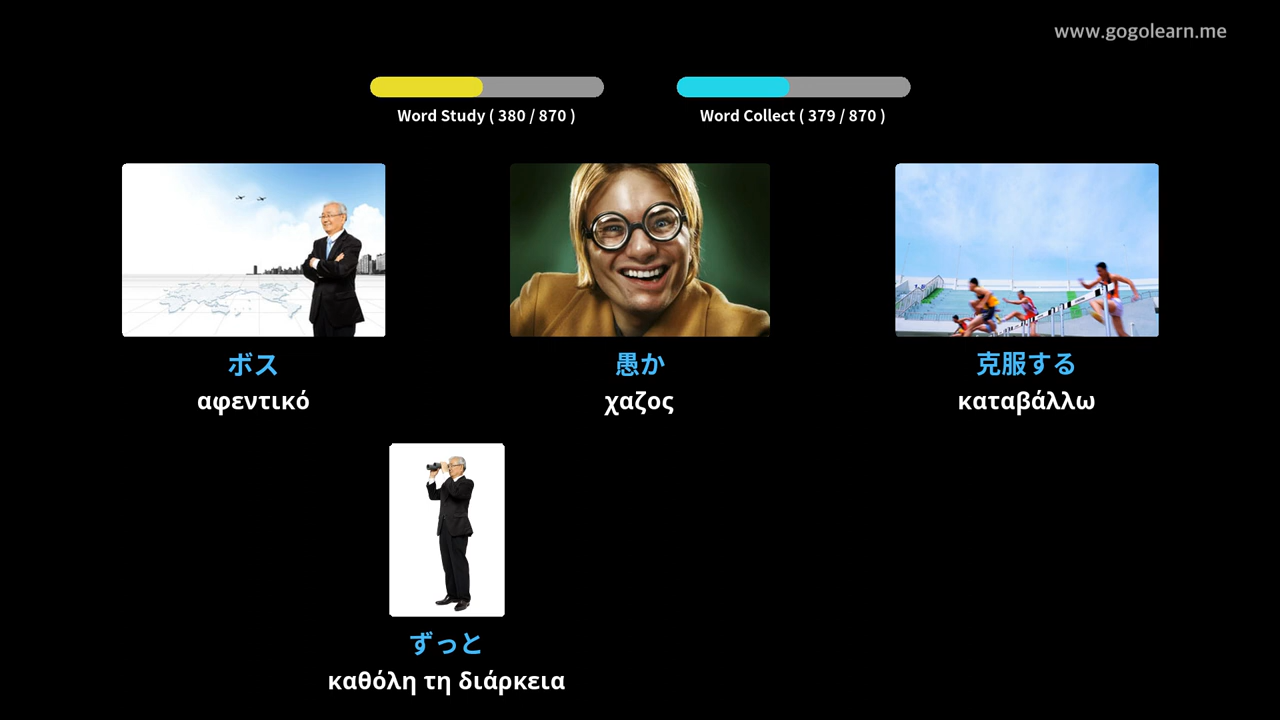 www.gogolearn.me
Word Study ( 380 / 870 )
Word Collect ( 379 / 870 )
ボス
αφεντικό
愚か
χαζος
克服する
καταβάλλω
ずっと
καθόλη τη διάρκεια